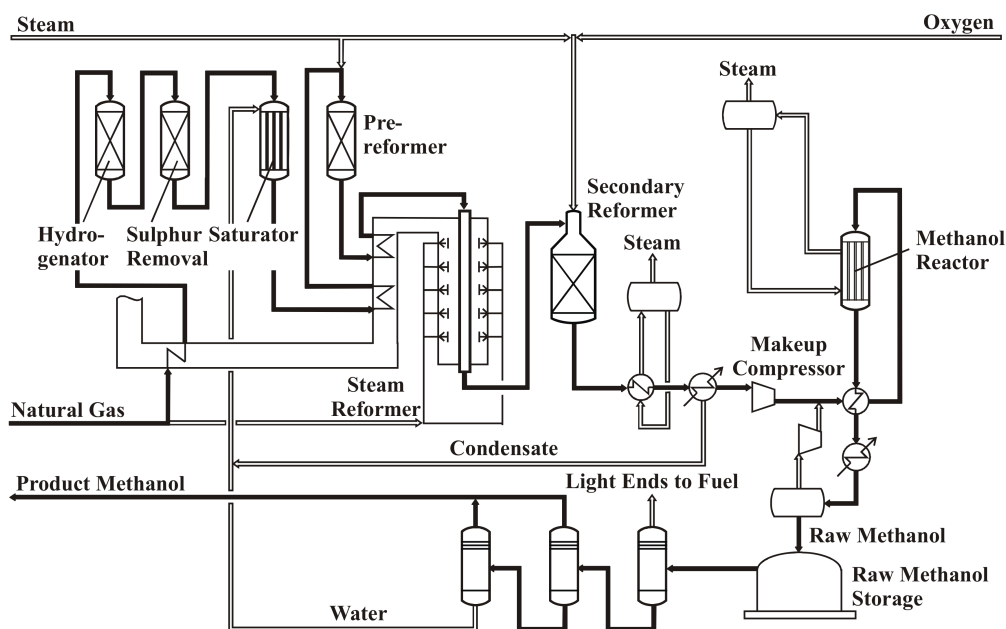 Steam
Oxygen
Steam
Pre-
reformer
Secondary
Reformer
Hydro-
genator
Sulphur
Removal
Saturator
Steam
Methanol
Reactor
Makeup
Compressor
Steam
Reformer
Natural Gas
Condensate
Product Methanol
Light Ends to Fuel
Raw Methanol
Raw Methanol
Storage
Water